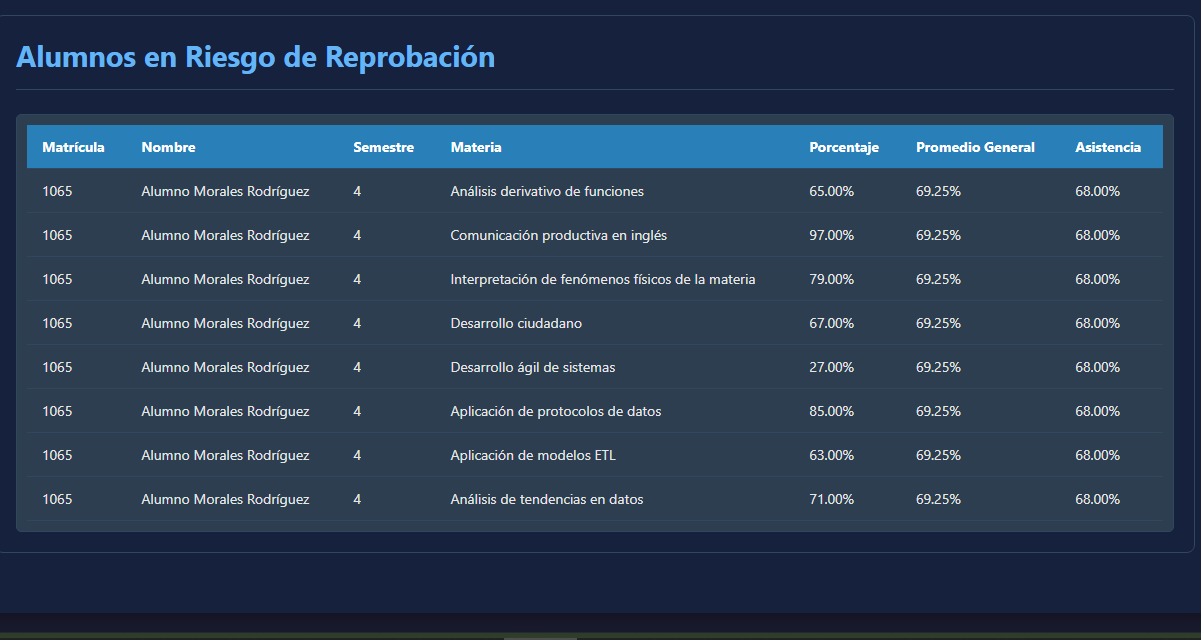 Alumnos en Riesgo de Reprobación
Matrícula Nombre Semestre Materia Porcentaje Promedio General Asistencia
1065 Alumno Morales Rodríguez 4 Análisis derivativo de funciones 65.00% 69.25% 68.00%
1065 Alumno Morales Rodríguez 4 Comunicación productiva en inglés 97.00% 69.25% 68.00%
1065 Alumno Morales Rodríguez 4 Interpretación de fenómenos físicos de la materia 79.00% 69.25% 68.00%
1065 Alumno Morales Rodríguez 4 Desarrollo ciudadano 67.00% 69.25% 68.00%
1065 Alumno Morales Rodríguez 4 Desarrollo ágil de sistemas 27.00% 69.25% 68.00%
1065 Alumno Morales Rodríguez 4 Aplicación de protocolos de datos 85.00% 69.25% 68.00%
1065 Alumno Morales Rodríguez 4 Aplicación de modelos ETL 63.00% 69.25% 68.00%
1065 Alumno Morales Rodríguez 4 Análisis de tendencias en datos 71.00% 69.25% 68.00%